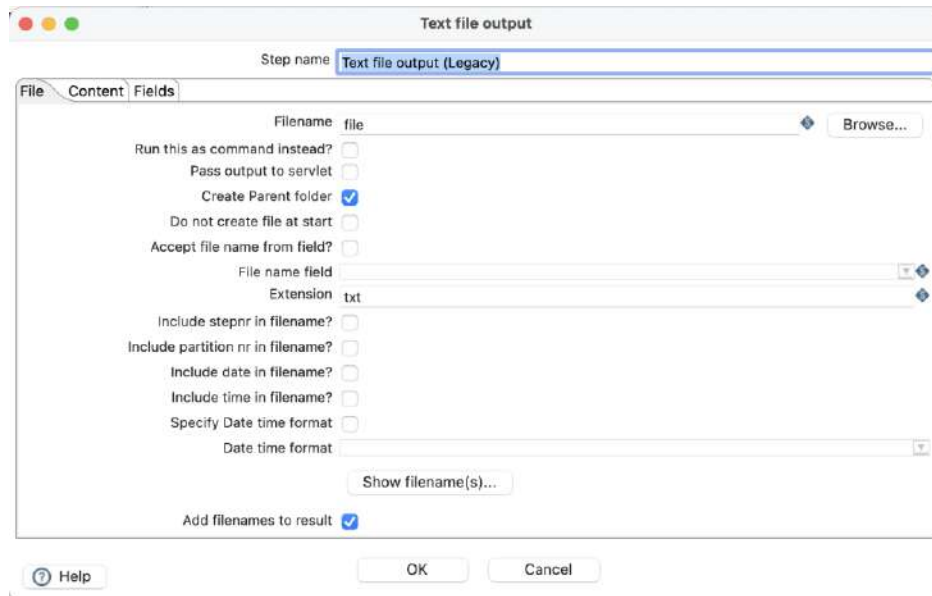 Text file output
Step name Text file output (Legacy)
File Content Fields
Filename file Browse...
Run this as command instead?
Pass output to servlet
Create Parent folder
Do not create file at start
Accept file name from field?
File name field
Extension txt
Include stepnr in filename?
Include partition nr in filename?
Include date in filename?
Include time in filename?
Specify Date time format
Date time format
Show filename(s)...
Add filenames to result
Help OK Cancel